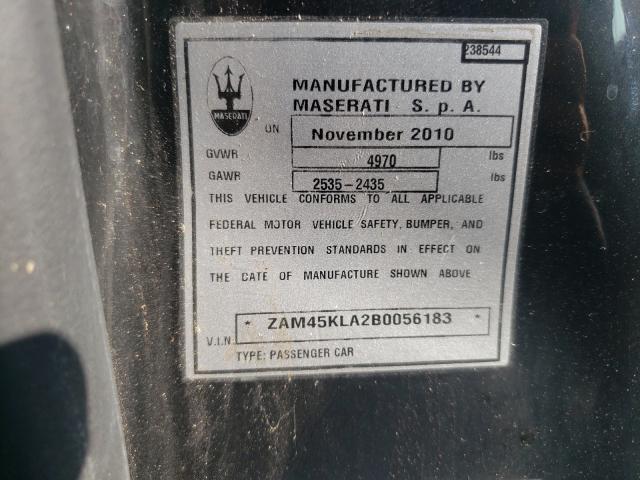 238544
MASERATI
MANUFACTURED BY
MASERATI S. p. A.
ON November 2010
GVWR 4970 lbs
GAWR 2535-2435 lbs
THIS VEHICLE CONFORMS TO ALL APPLICABLE
FEDERAL MOTOR VEHICLE SAFETY, BUMPER, AND
THEFT PREVENTION STANDARDS IN EFFECT ON
THE DATE OF MANUFACTURE SHOWN ABOVE
V.I.N. * ZAM45KLA2B0056183 *
TYPE: PASSENGER CAR